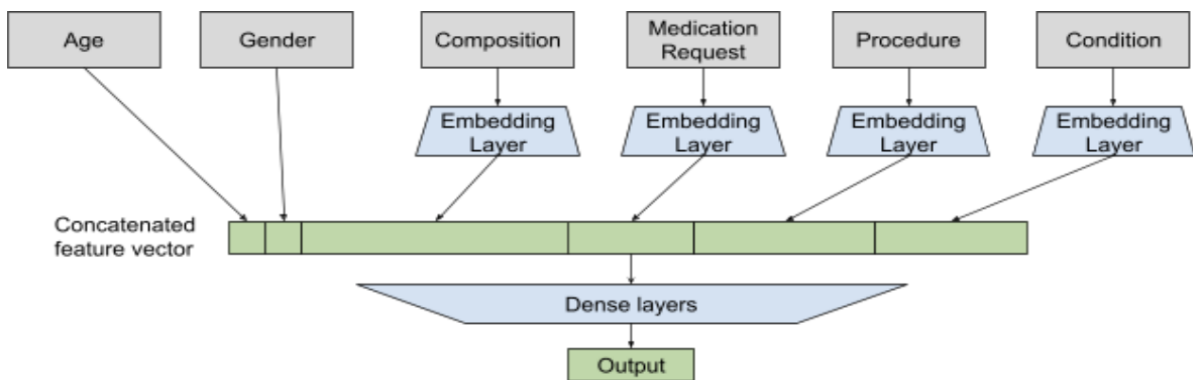 Age
Gender
Composition
Medication
Request
Procedure
Condition
Embedding
Layer
Embedding
Layer
Embedding
Layer
Embedding
Layer
Concatenated
feature vector
Dense layers
Output